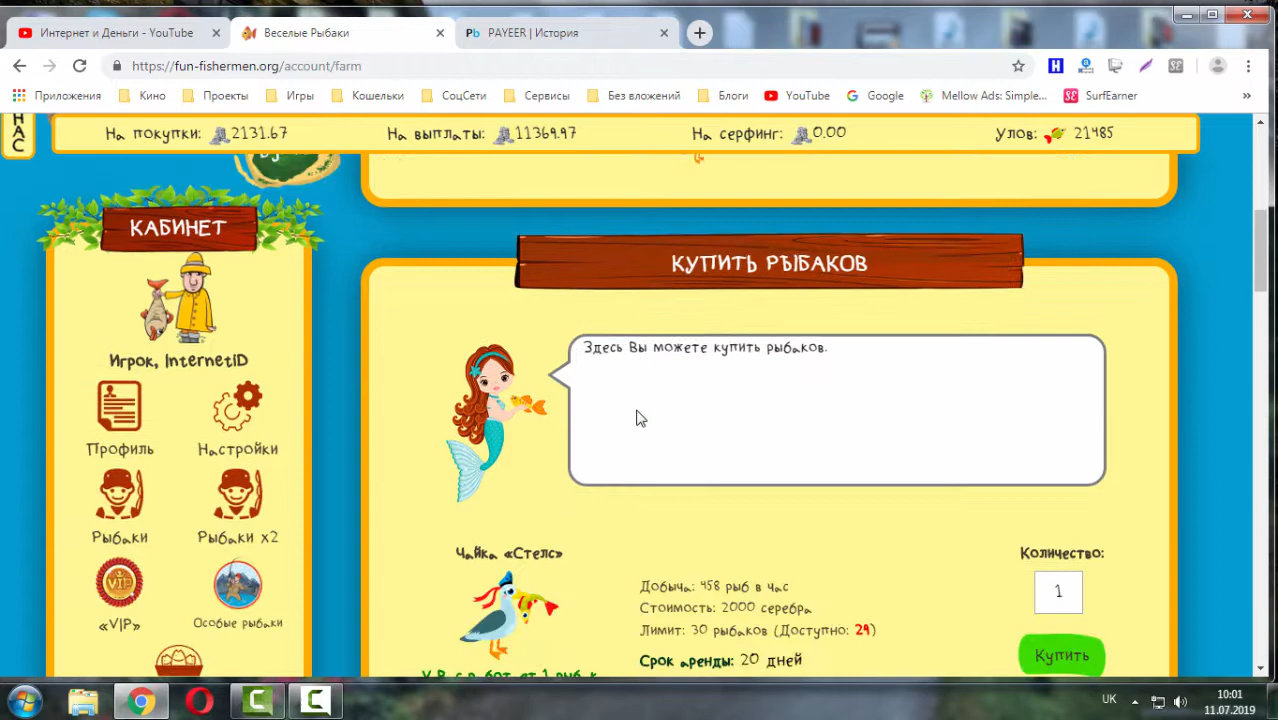 Интернет и Деньги - YouTube
Веселые Рыбаки
Pb PAYEER | История
https://fun-fishermen.org/account/farm
Приложения
Кино
Проекты
Игры
Кошельки
СоцСети
Сервисы
Без вложений
Блоги
YouTube
Google
Mellow Ads: Simple...
SurfEarner
»
НАС
На покупки: 2131.67
На выплаты: 11369.97
На серфинг: 0.00
Улов: 21485
КАБИНЕТ
Игрок, InternetID
Профиль
Настройки
Рыбаки
Рыбаки x2
VIP
«VIP»
Особые рыбаки
КУПИТЬ РЫБАКОВ
Здесь Вы можете купить рыбаков.
Чайка «Стелс»
Добыча: 458 рыб в час
Стоимость: 2000 серебра
Лимит: 30 рыбаков (Доступно: 29)
Срок аренды: 20 дней
Количество:
1
Купить
UK
10:01
11.07.2019